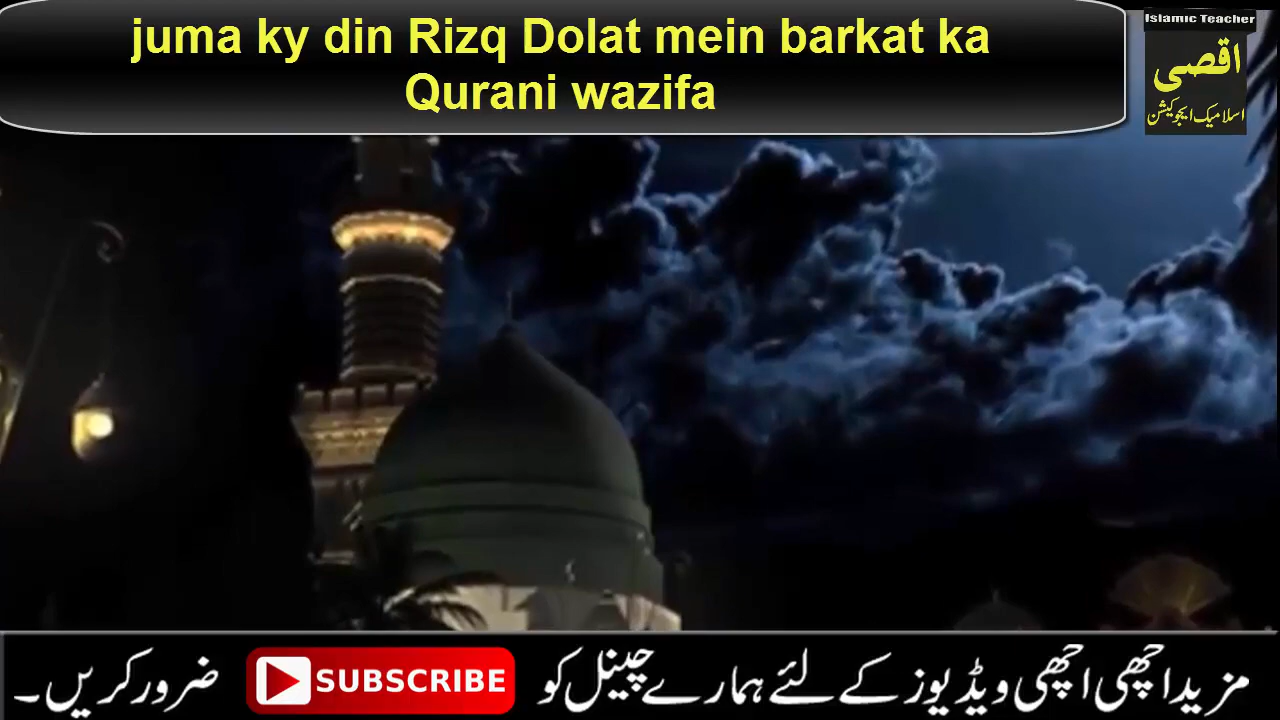 juma ky din Rizq Dolat mein barkat ka
Qurani wazifa
Islamic Teacher
اقصی
اسلامیک ایجوکیشن
مزید اچھی اچھی ویڈیوز کے لئے ہمارے چینل کو SUBSCRIBE ضرور کریں۔